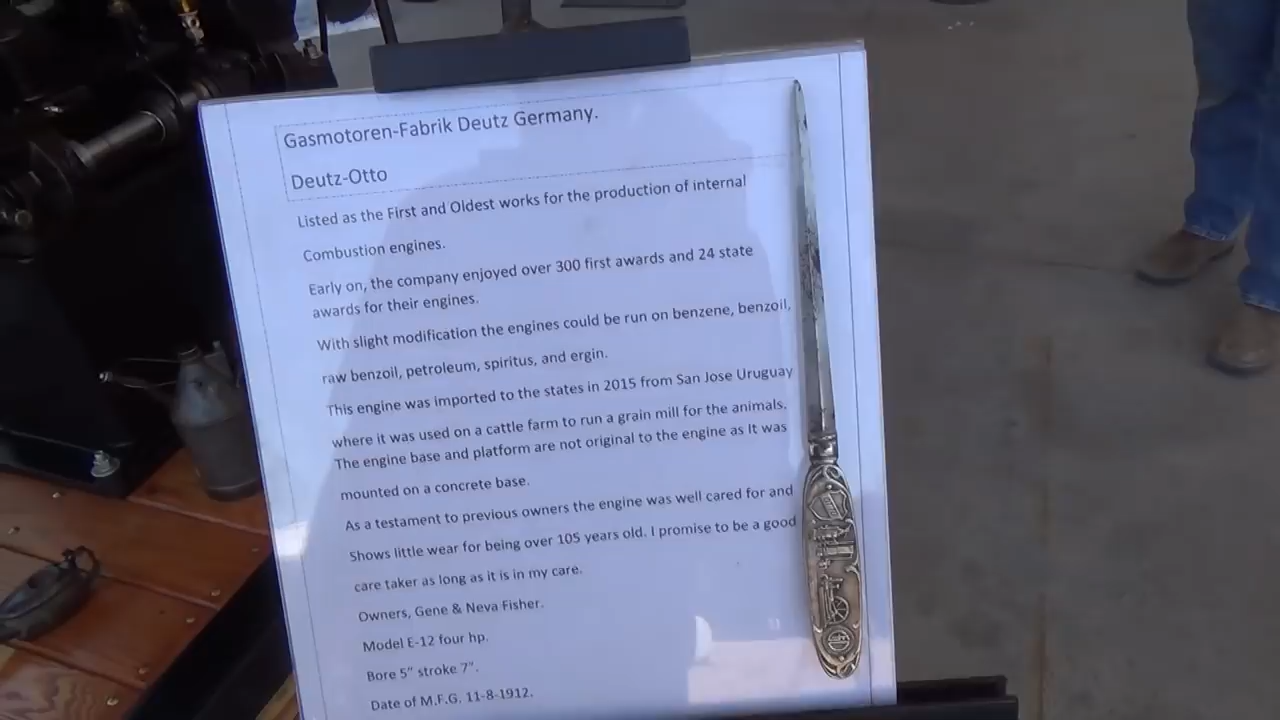 Gasmotoren-Fabrik Deutz Germany.
Deutz-Otto
Listed as the First and Oldest works for the production of internal
Combustion engines.
Early on, the company enjoyed over 300 first awards and 24 state
awards for their engines.
With slight modification the engines could be run on benzene, benzoil,
raw benzoil, petroleum, spiritus, and ergin.
This engine was imported to the states in 2015 from San Jose Uruguay
where it was used on a cattle farm to run a grain mill for the animals.
The engine base and platform are not original to the engine as It was
mounted on a concrete base.
As a testament to previous owners the engine was well cared for and
Shows little wear for being over 105 years old. I promise to be a good
care taker as long as it is in my care.
Owners, Gene & Neva Fisher.
Model E-12 four hp.
Bore 5” stroke 7”.
Date of M.F.G. 11-8-1912.